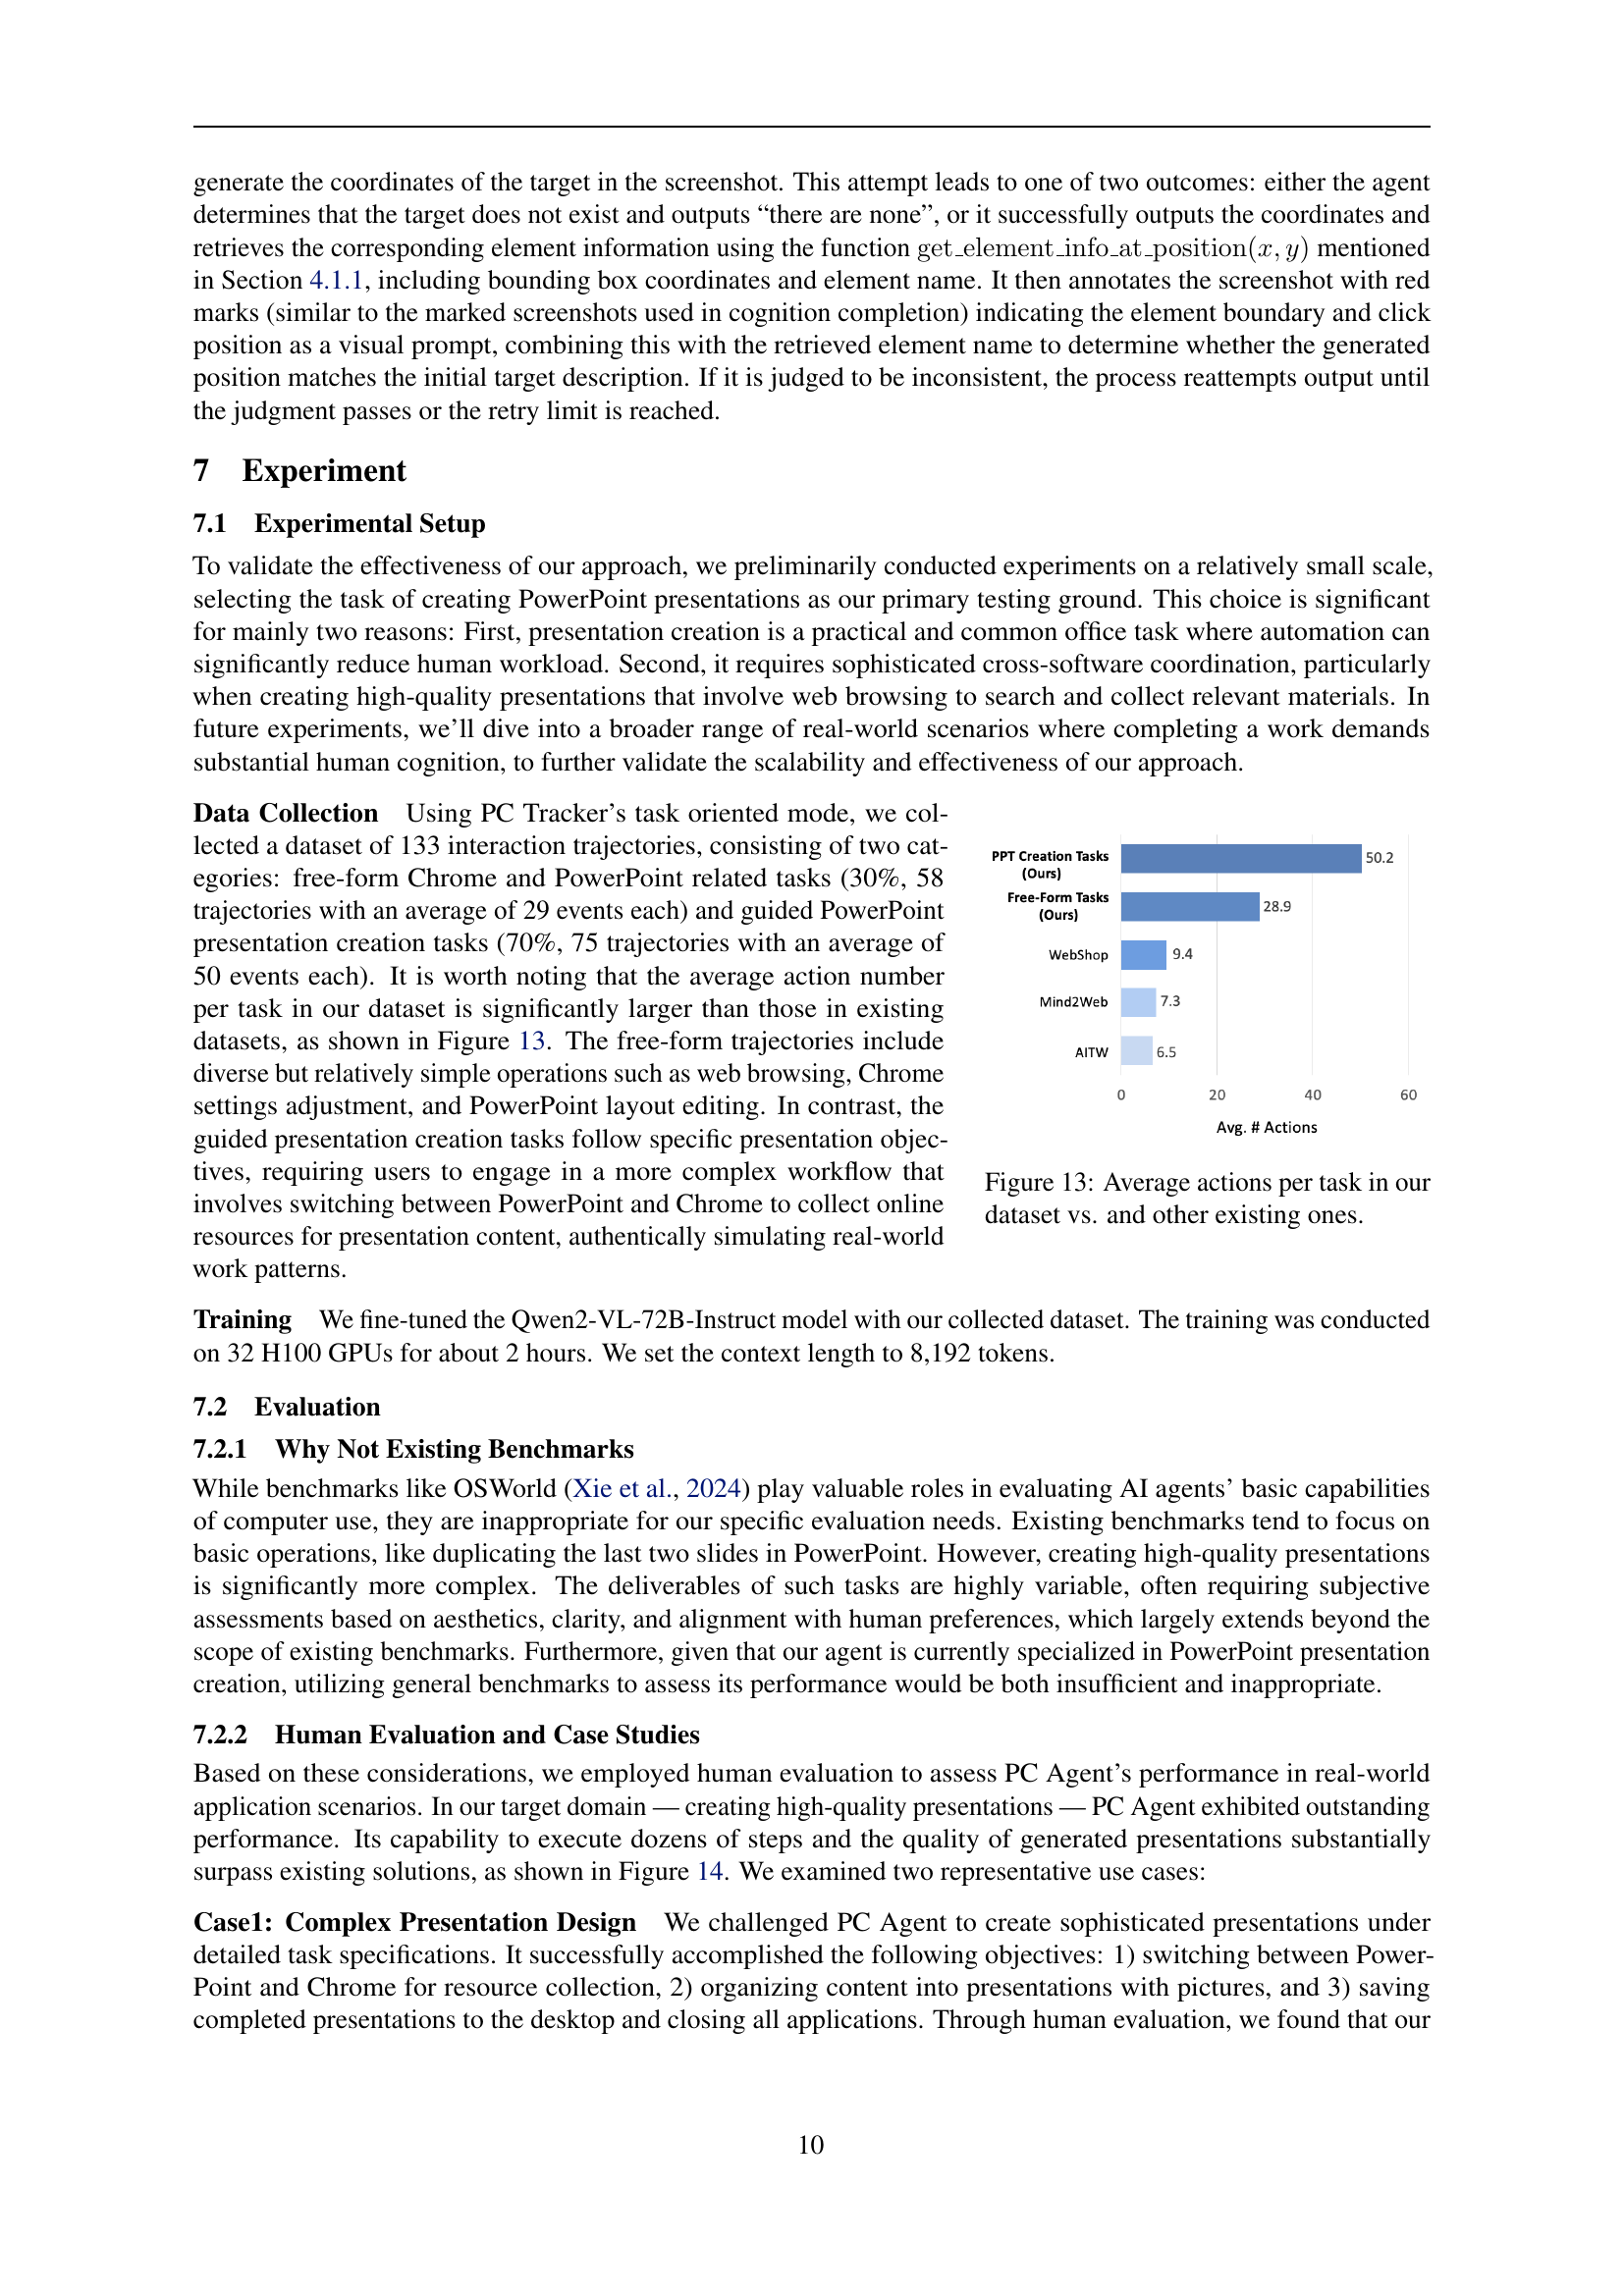 generate the coordinates of the target in the screenshot. This attempt leads to one of two outcomes: either the agent
determines that the target does not exist and outputs “there are none”, or it successfully outputs the coordinates and
retrieves the corresponding element information using the function get_element_info_at_position(x, y) mentioned
in Section 4.1.1, including bounding box coordinates and element name. It then annotates the screenshot with red
marks (similar to the marked screenshots used in cognition completion) indicating the element boundary and click
position as a visual prompt, combining this with the retrieved element name to determine whether the generated
position matches the initial target description. If it is judged to be inconsistent, the process reattempts output until
the judgment passes or the retry limit is reached.
7 Experiment
7.1 Experimental Setup
To validate the effectiveness of our approach, we preliminarily conducted experiments on a relatively small scale,
selecting the task of creating PowerPoint presentations as our primary testing ground. This choice is significant
for mainly two reasons: First, presentation creation is a practical and common office task where automation can
significantly reduce human workload. Second, it requires sophisticated cross-software coordination, particularly
when creating high-quality presentations that involve web browsing to search and collect relevant materials. In
future experiments, we’ll dive into a broader range of real-world scenarios where completing a work demands
substantial human cognition, to further validate the scalability and effectiveness of our approach.
Data Collection Using PC Tracker’s task oriented mode, we col-
lected a dataset of 133 interaction trajectories, consisting of two cat-
egories: free-form Chrome and PowerPoint related tasks (30%, 58
trajectories with an average of 29 events each) and guided PowerPoint
presentation creation tasks (70%, 75 trajectories with an average of
50 events each). It is worth noting that the average action number
per task in our dataset is significantly larger than those in existing
datasets, as shown in Figure 13. The free-form trajectories include
diverse but relatively simple operations such as web browsing, Chrome
settings adjustment, and PowerPoint layout editing. In contrast, the
guided presentation creation tasks follow specific presentation objec-
tives, requiring users to engage in a more complex workflow that
involves switching between PowerPoint and Chrome to collect online
resources for presentation content, authentically simulating real-world
work patterns.
PPT Creation Tasks
(Ours)
50.2
Free-Form Tasks
(Ours)
28.9
WebShop
9.4
Mind2Web
7.3
AITW
6.5
0 20 40 60
Avg. # Actions
Figure 13: Average actions per task in our
dataset vs. and other existing ones.
Training We fine-tuned the Qwen2-VL-72B-Instruct model with our collected dataset. The training was conducted
on 32 H100 GPUs for about 2 hours. We set the context length to 8,192 tokens.
7.2 Evaluation
7.2.1 Why Not Existing Benchmarks
While benchmarks like OSWorld (Xie et al., 2024) play valuable roles in evaluating AI agents’ basic capabilities
of computer use, they are inappropriate for our specific evaluation needs. Existing benchmarks tend to focus on
basic operations, like duplicating the last two slides in PowerPoint. However, creating high-quality presentations
is significantly more complex. The deliverables of such tasks are highly variable, often requiring subjective
assessments based on aesthetics, clarity, and alignment with human preferences, which largely extends beyond the
scope of existing benchmarks. Furthermore, given that our agent is currently specialized in PowerPoint presentation
creation, utilizing general benchmarks to assess its performance would be both insufficient and inappropriate.
7.2.2 Human Evaluation and Case Studies
Based on these considerations, we employed human evaluation to assess PC Agent’s performance in real-world
application scenarios. In our target domain — creating high-quality presentations — PC Agent exhibited outstanding
performance. Its capability to execute dozens of steps and the quality of generated presentations substantially
surpass existing solutions, as shown in Figure 14. We examined two representative use cases:
Case1: Complex Presentation Design We challenged PC Agent to create sophisticated presentations under
detailed task specifications. It successfully accomplished the following objectives: 1) switching between Power-
Point and Chrome for resource collection, 2) organizing content into presentations with pictures, and 3) saving
completed presentations to the desktop and closing all applications. Through human evaluation, we found that our
10